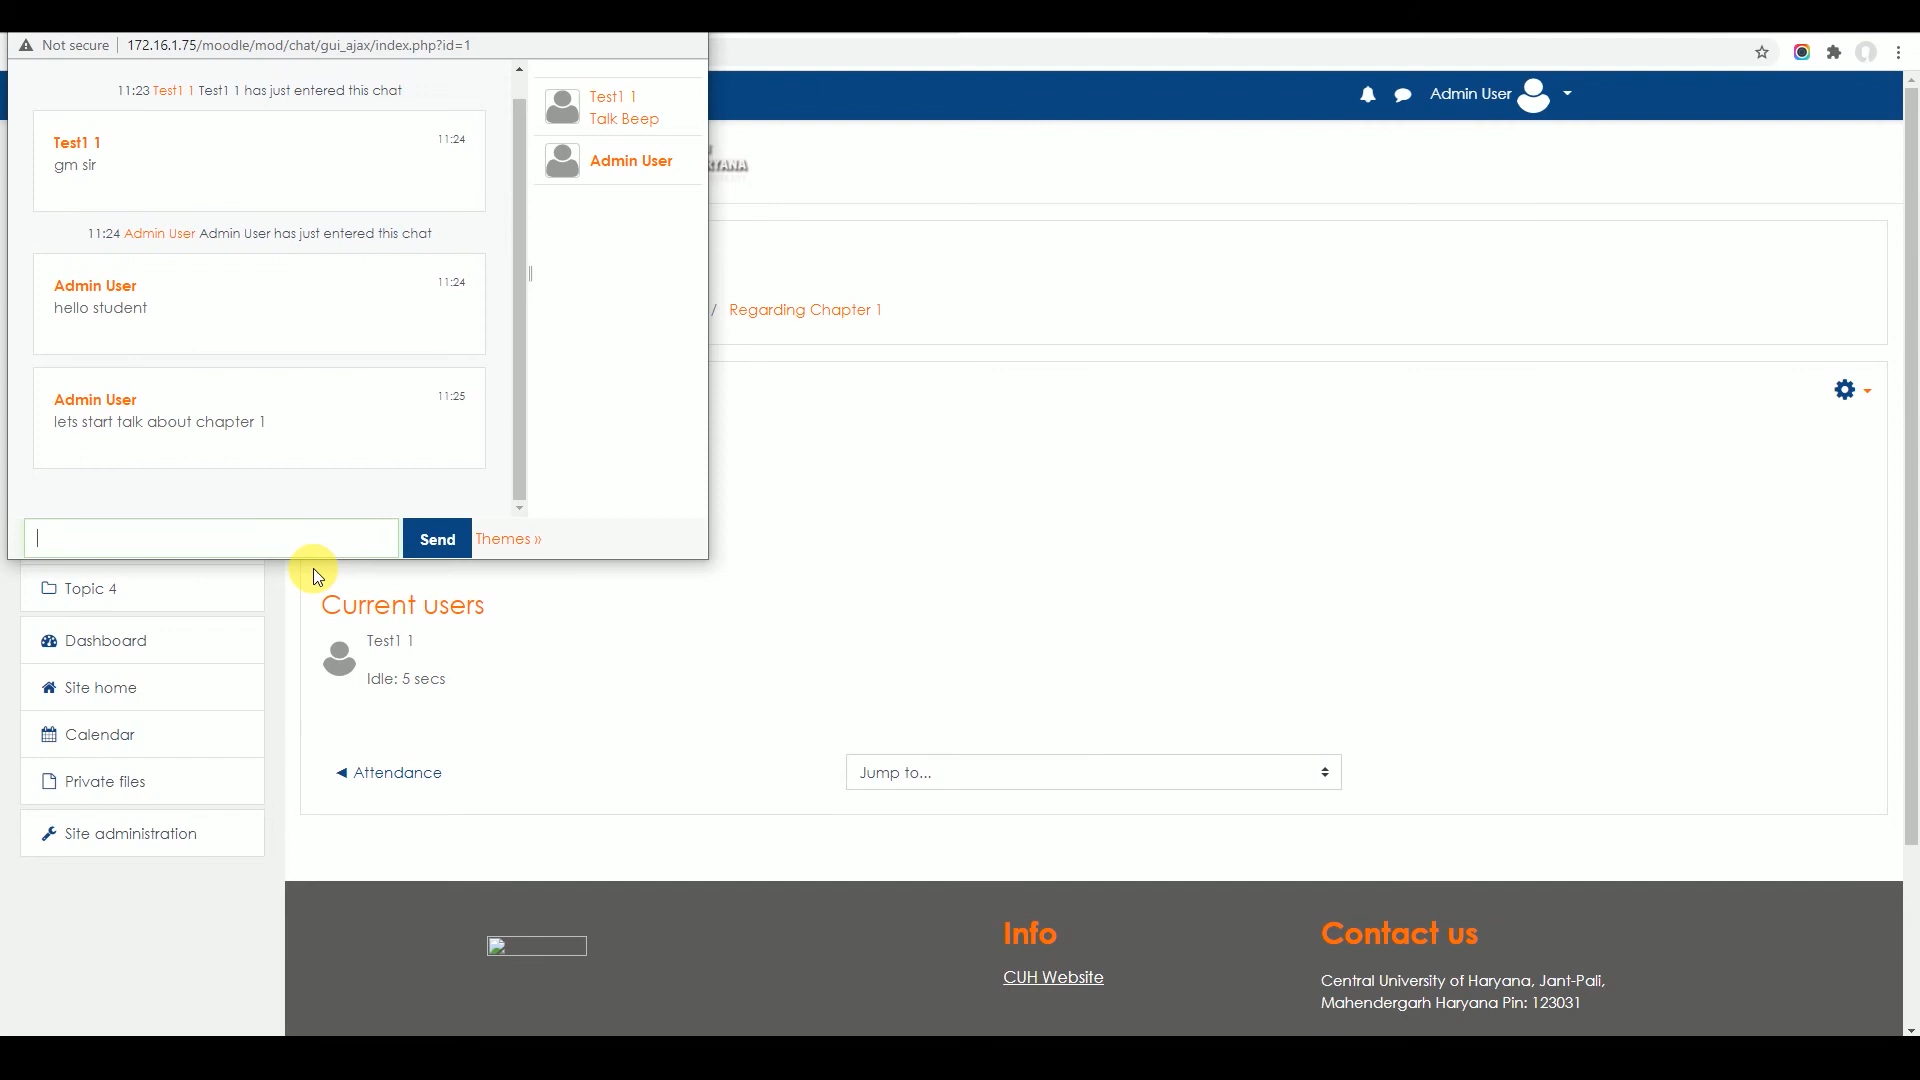 Not secure 172.16.1.75/moodle/mod/chat/gui_ajax/index.php?id=1
11:23 Test1 1 Test1 1 has just entered this chat
Test1 1 11:24
gm sir
11:24 Admin User Admin User has just entered this chat
Admin User 11:24
hello student
Admin User 11:25
lets start talk about chapter 1
Send Themes »
Test1 1
Talk Beep
Admin User
Admin User
/ Regarding Chapter 1
Topic 4
Dashboard
Site home
Calendar
Private files
Site administration
Current users
Test1 1
Idle: 5 secs
◄ Attendance
Jump to...
Info
CUH Website
Contact us
Central University of Haryana, Jant-Pali,
Mahendergarh Haryana Pin: 123031